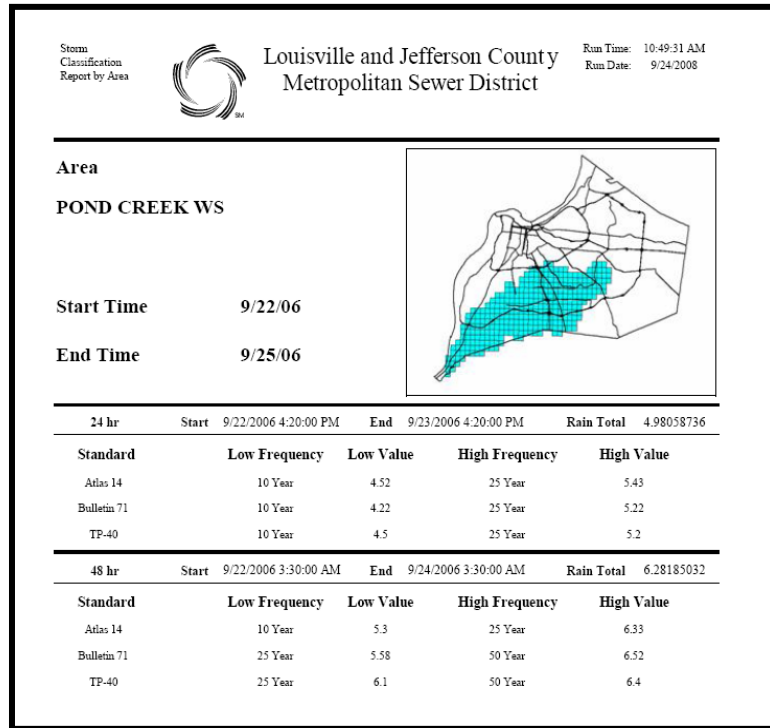 Storm
Classification
Report by Area
SM
Louisville and Jefferson County
Metropolitan Sewer District
Run Time: 10:49:31 AM
Run Date: 9/24/2008
Area
POND CREEK WS
Start Time 9/22/06
End Time 9/25/06
24 hr Start 9/22/2006 4:20:00 PM End 9/23/2006 4:20:00 PM Rain Total 4.98058736
Standard Low Frequency Low Value High Frequency High Value
Atlas 14 10 Year 4.52 25 Year 5.43
Bulletin 71 10 Year 4.22 25 Year 5.22
TP-40 10 Year 4.5 25 Year 5.2
48 hr Start 9/22/2006 3:30:00 AM End 9/24/2006 3:30:00 AM Rain Total 6.28185032
Standard Low Frequency Low Value High Frequency High Value
Atlas 14 10 Year 5.3 25 Year 6.33
Bulletin 71 25 Year 5.58 50 Year 6.52
TP-40 25 Year 6.1 50 Year 6.4